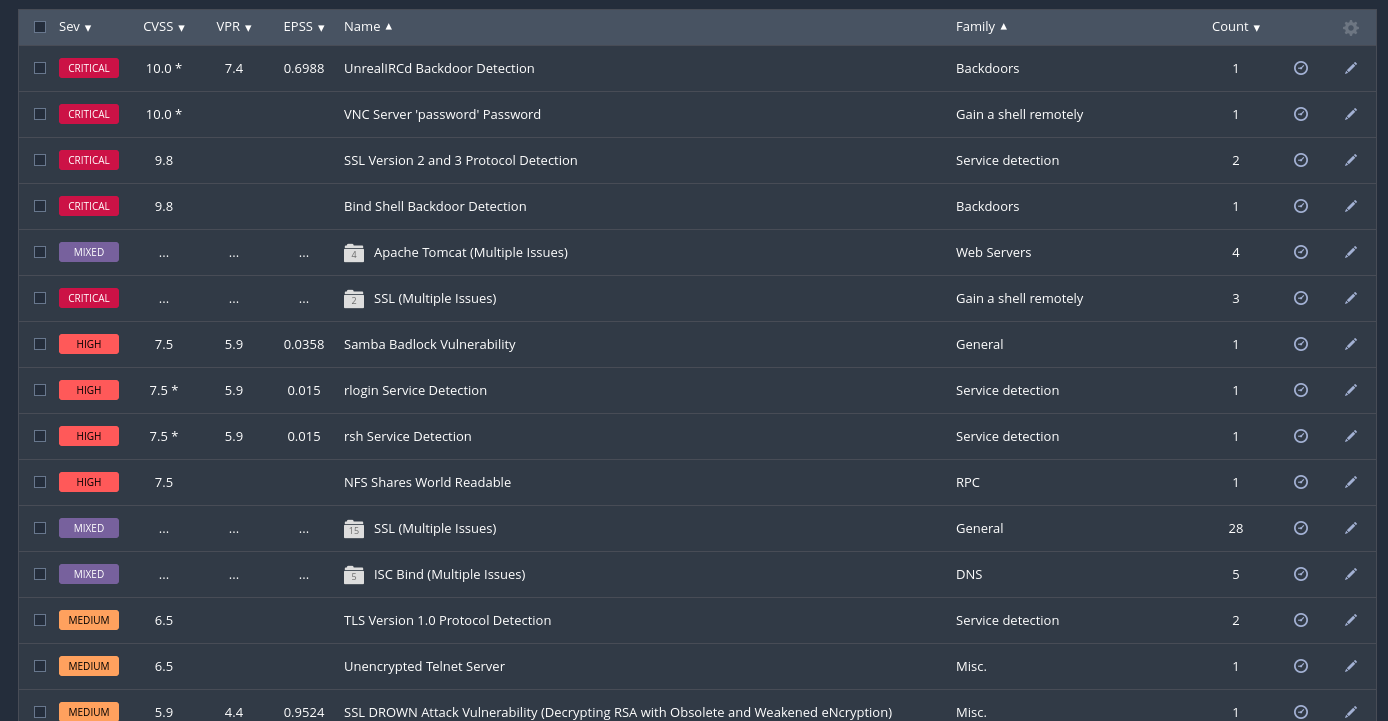 Sev CVSS VPR EPSS Name Family Count
CRITICAL 10.0 * 7.4 0.6988 UnrealIRCd Backdoor Detection Backdoors 1
CRITICAL 10.0 * VNC Server 'password' Password Gain a shell remotely 1
CRITICAL 9.8 SSL Version 2 and 3 Protocol Detection Service detection 2
CRITICAL 9.8 Bind Shell Backdoor Detection Backdoors 1
MIXED ... ... ... 4 Apache Tomcat (Multiple Issues) Web Servers 4
CRITICAL ... ... ... 2 SSL (Multiple Issues) Gain a shell remotely 3
HIGH 7.5 5.9 0.0358 Samba Badlock Vulnerability General 1
HIGH 7.5 * 5.9 0.015 rlogin Service Detection Service detection 1
HIGH 7.5 * 5.9 0.015 rsh Service Detection Service detection 1
HIGH 7.5 NFS Shares World Readable RPC 1
MIXED ... ... ... 15 SSL (Multiple Issues) General 28
MIXED ... ... ... 5 ISC Bind (Multiple Issues) DNS 5
MEDIUM 6.5 TLS Version 1.0 Protocol Detection Service detection 2
MEDIUM 6.5 Unencrypted Telnet Server Misc. 1
MEDIUM 5.9 4.4 0.9524 SSL DROWN Attack Vulnerability (Decrypting RSA with Obsolete and Weakened eNcryption) Misc. 1